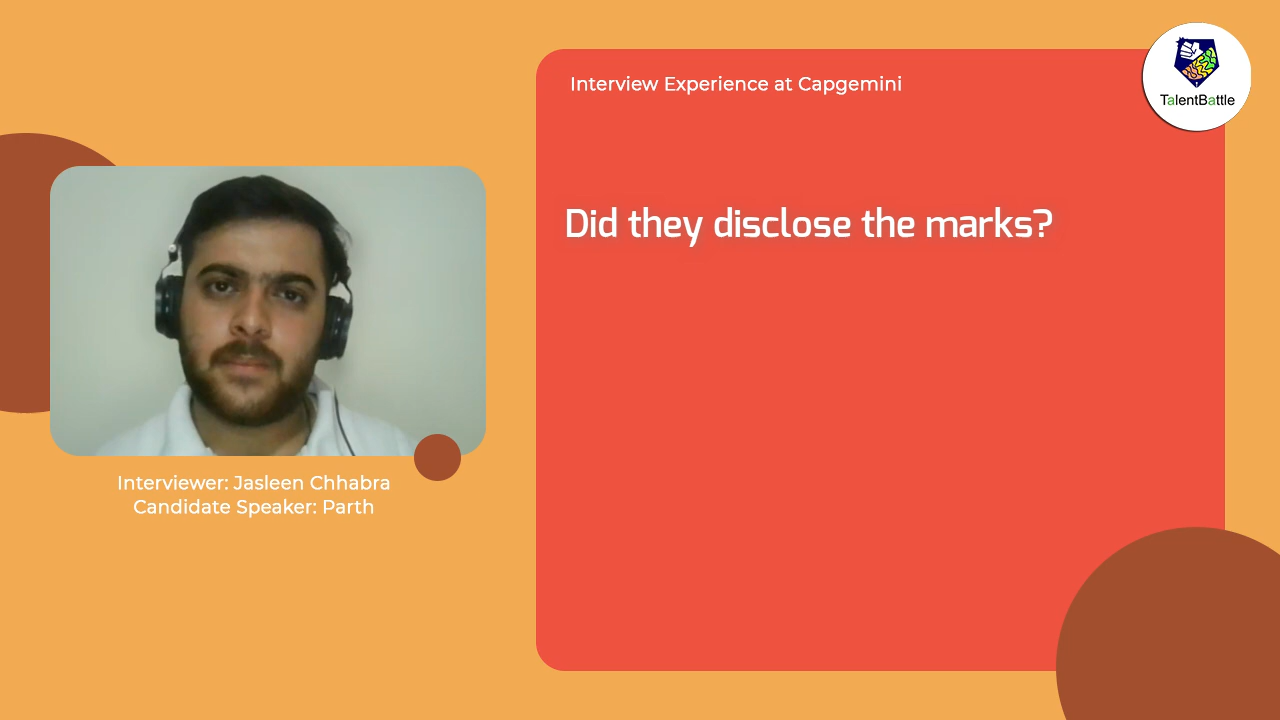 Interview Experience at Capgemini
TalentBattle
Did they disclose the marks?
Interviewer: Jasleen Chhabra
Candidate Speaker: Parth